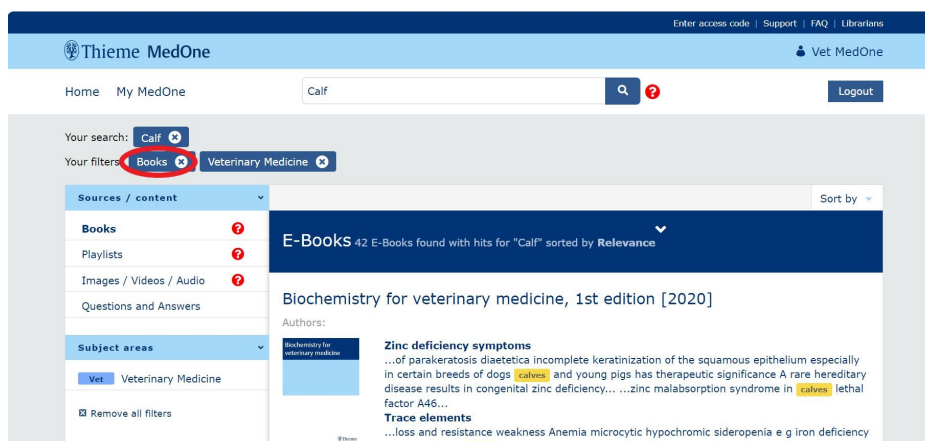 Enter access code | Support | FAQ | Librarians
Thieme MedOne
Vet MedOne
Home My MedOne
Calf
Logout
Your search: Calf
Your filters Books Veterinary Medicine
Sources / content
Sort by
Books
Playlists
Images / Videos / Audio
Questions and Answers
E-Books 42 E-Books found with hits for "Calf" sorted by Relevance
Biochemistry for veterinary medicine, 1st edition [2020]
Authors:
Subject areas
Vet Veterinary Medicine
Remove all filters
Biochemistry for
veterinary medicine
Thieme
Zinc deficiency symptoms
...of parakeratosis diaetetica incomplete keratinization of the squamous epithelium especially
in certain breeds of dogs calves and young pigs has therapeutic significance A rare hereditary
disease results in congenital zinc deficiency... ...zinc malabsorption syndrome in calves lethal
factor A46...
Trace elements
...loss and resistance weakness Anemia microcytic hypochromic sideropenia e g iron deficiency